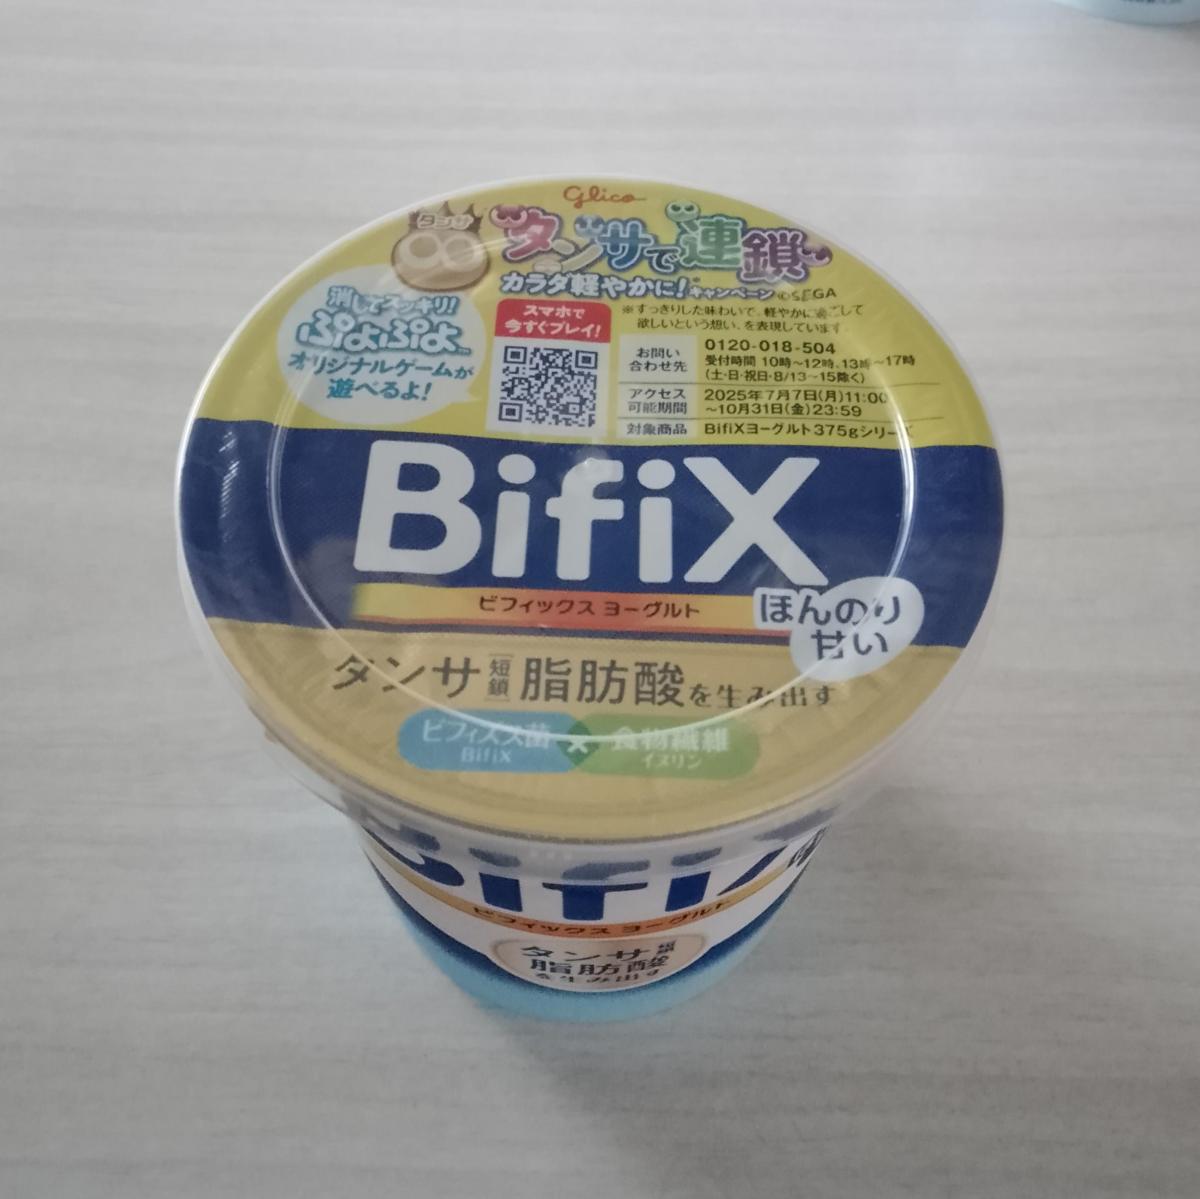 Glico
タンサ
タンサで連鎖
カラダ軽やかに!※キャンペーン ©SEGA
消してスッキリ!
ぷよぷよ™
オリジナルゲームが
遊べるよ!
スマホで
今すぐプレイ!
※すっきりした味わいで、軽やかに過ごして
欲しいという想い、を表現しています。
お問い
合わせ先
0120-018-504
受付時間 10時～12時、13時～17時
(土・日・祝日・8/13～15除く)
アクセス
可能期間
2025年7月7日(月)11:00
～10月31日(金)23:59
対象商品
BifiXヨーグルト375gシリーズ
BifiX
ビフィックス ヨーグルト
ほんのり
甘い
タンサ短鎖脂肪酸を生み出す
ビフィズス菌
BifiX
×
食物繊維
イヌリン
BifiX
ビフィックス ヨーグルト
タンサ短鎖
脂肪酸
を生み出す